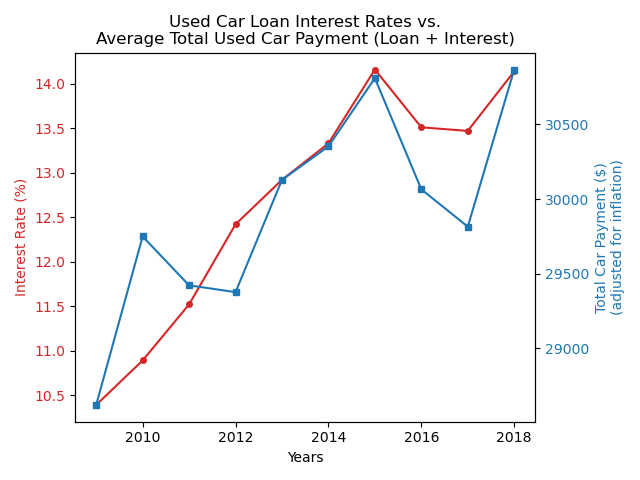 Used Car Loan Interest Rates vs.
Average Total Used Car Payment (Loan + Interest)
14.0
13.5
13.0
12.5
12.0
11.5
11.0
10.5
Interest Rate (%)
30500
30000
29500
29000
Total Car Payment ($)
(adjusted for inflation)
2010
2012
2014
2016
2018
Years